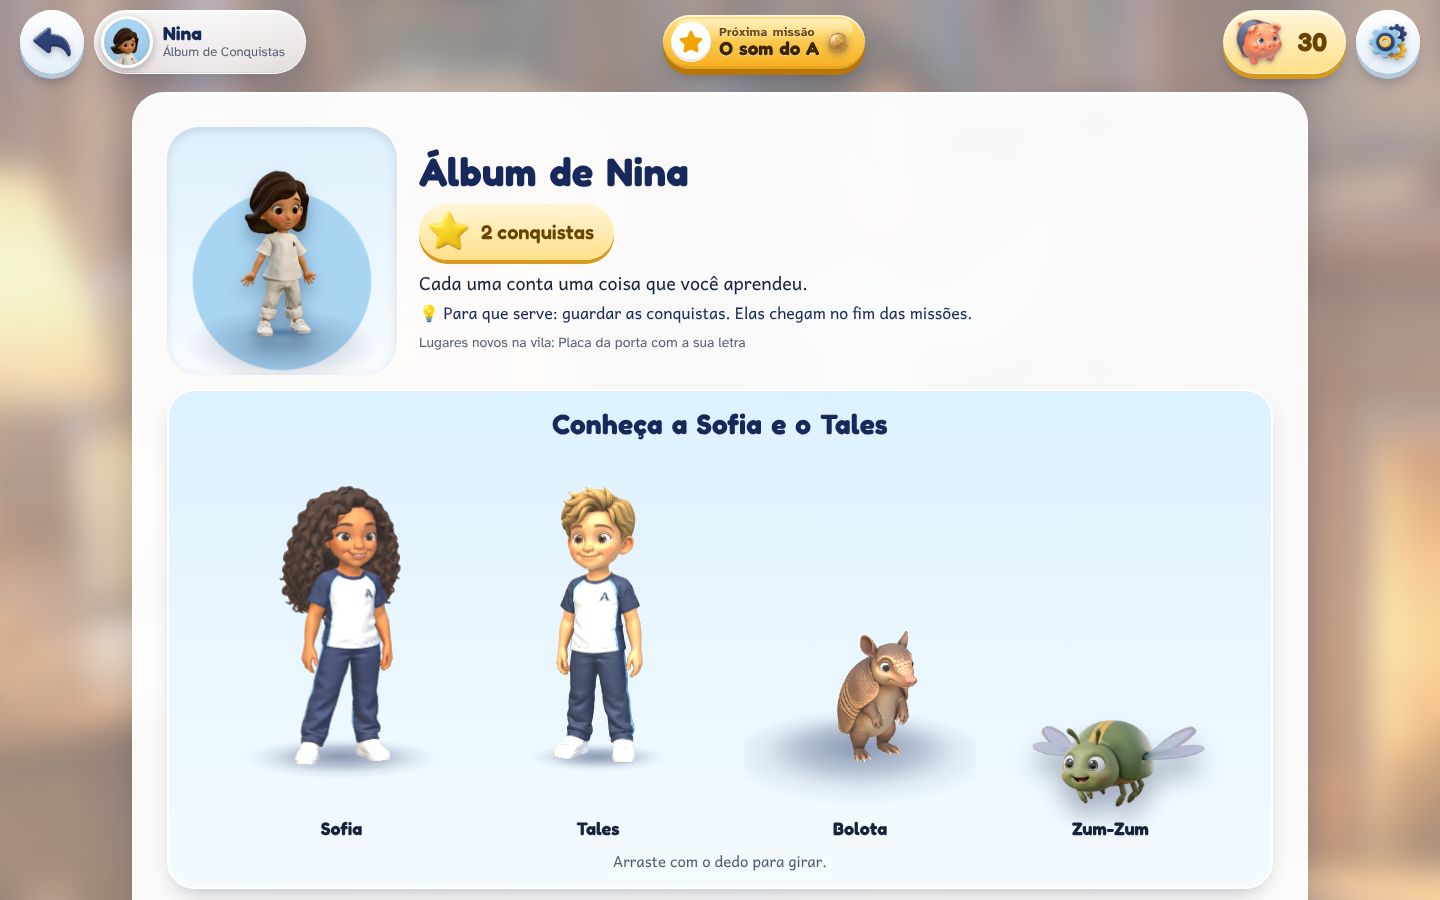 Nina
Álbum de Conquistas
Próxima missão
O som do A
30
Álbum de Nina
2 conquistas
Cada uma conta uma coisa que você aprendeu.
💡 Para que serve: guardar as conquistas. Elas chegam no fim das missões.
Lugares novos na vila: Placa da porta com a sua letra
Conheça a Sofia e o Tales
A
A
Sofia
Tales
Bolota
Zum-Zum
Arraste com o dedo para girar.